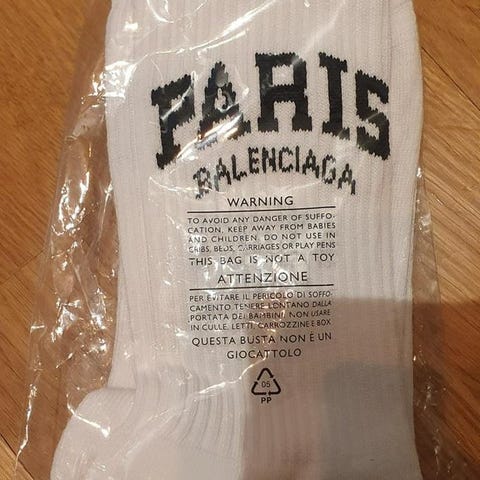 PARIS
BALENCIAGA
WARNING
TO AVOID ANY DANGER OF SUFFO-
CATION, KEEP AWAY FROM BABIES
AND CHILDREN. DO NOT USE IN
CRIBS, BEDS, CARRIAGES OR PLAY PENS
THIS BAG IS NOT A TOY
ATTENZIONE
PER EVITARE IL PERICOLO DI SOFFO-
CAMENTO TENERE LONTANO DALLA
PORTATA DEI BAMBINI. NON USARE
IN CULLE, LETTI, CARROZZINE E BOX
QUESTA BUSTA NON È UN
GIOCATTOLO
05
PP